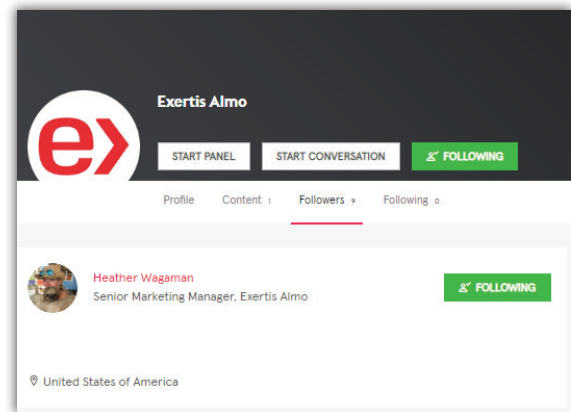 e>
Exertis Almo
START PANEL START CONVERSATION FOLLOWING
Profile Content 1 Followers 9 Following 0
Heather Wagaman
Senior Marketing Manager, Exertis Almo
FOLLOWING
United States of America